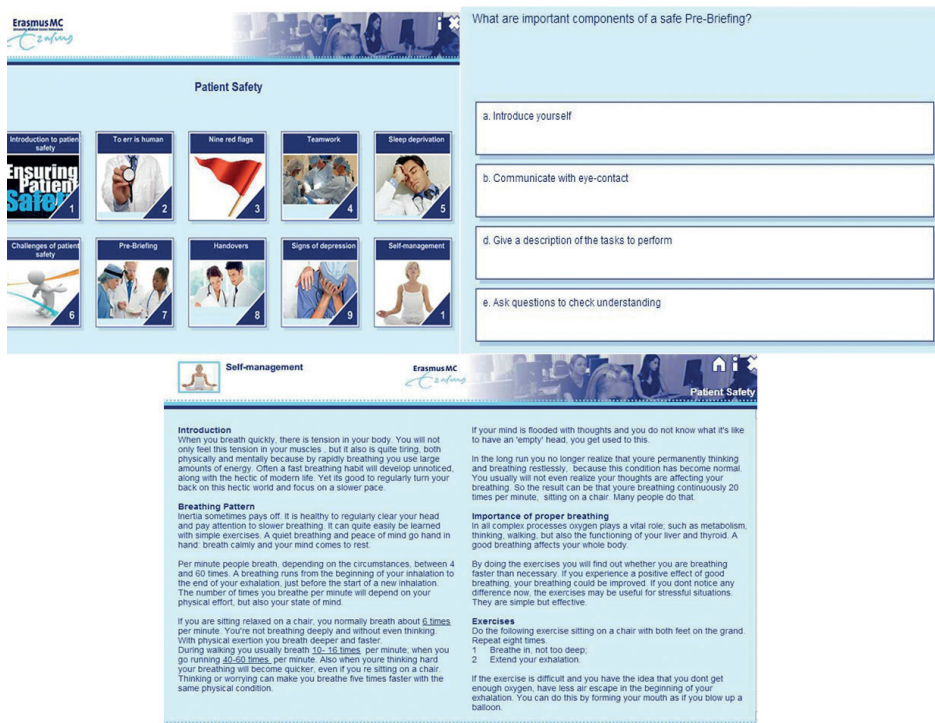 Erasmus MC
University Medical Center Rotterdam
Erasmus
Patient Safety
Introduction to patient
safety
Ensuring
Patient
Safe
1
To err is human
2
Nine red flags
3
Teamwork
4
Sleep deprivation
5
Challenges of patient
safety
6
Pre-Briefing
7
Handovers
8
Signs of depression
9
Self-management
1
What are important components of a safe Pre-Briefing?
a. Introduce yourself
b. Communicate with eye-contact
d. Give a description of the tasks to perform
e. Ask questions to check understanding
Self-management
Erasmus MC
Erasmus
Patient Safety
Introduction
When you breath quickly, there is tension in your body. You will not
only feel this tension in your muscles , but it also is quite tiring, both
physically and mentally because by rapidly breathing you use large
amounts of energy. Often a fast breathing habit will develop unnoticed,
along with the hectic of modern life. Yet its good to regularly turn your
back on this hectic world and focus on a slower pace.
Breathing Pattern
Inertia sometimes pays off. It is healthy to regularly clear your head
and pay attention to slower breathing. It can quite easily be learned
with simple exercises. A quiet breathing and peace of mind go hand in
hand: breath calmly and your mind comes to rest.
Per minute people breath, depending on the circumstances, between 4
and 60 times. A breathing runs from the beginning of your inhalation to
the end of your exhalation, just before the start of a new inhalation.
The number of times you breathe per minute will depend on your
physical effort, but also your state of mind.
If you are sitting relaxed on a chair, you normally breath about 6 times
per minute. You're not breathing deeply and without even thinking.
With physical exertion you breath deeper and faster.
During walking you usually breath 10- 16 times per minute; when you
go running 40-60 times per minute. Also when youre thinking hard
your breathing will become quicker, even if you re sitting on a chair.
Thinking or worrying can make you breathe five times faster with the
same physical condition.
If your mind is flooded with thoughts and you do not know what it's like
to have an 'empty' head, you get used to this.
In the long run you no longer realize that youre permanently thinking
and breathing restlessly, because this condition has become normal.
You usually will not even realize your thoughts are affecting your
breathing. So the result can be that youre breathing continuously 20
times per minute, sitting on a chair. Many people do that.
Importance of proper breathing
In all complex processes oxygen plays a vital role; such as metabolism,
thinking, walking, but also the functioning of your liver and thyroid. A
good breathing affects your whole body.
By doing the exercises you will find out whether you are breathing
faster than necessary. If you experience a positive effect of good
breathing, your breathing could be improved. If you dont notice any
difference now, the exercises may be useful for stressful situations.
They are simple but effective.
Exercises
Do the following exercise sitting on a chair with both feet on the grand.
Repeat eight times.
1 Breathe in, not too deep;
2 Extend your exhalation.
If the exercise is difficult and you have the idea that you dont get
enough oxygen, have less air escape in the beginning of your
exhalation. You can do this by forming your mouth as if you blow up a
balloon.